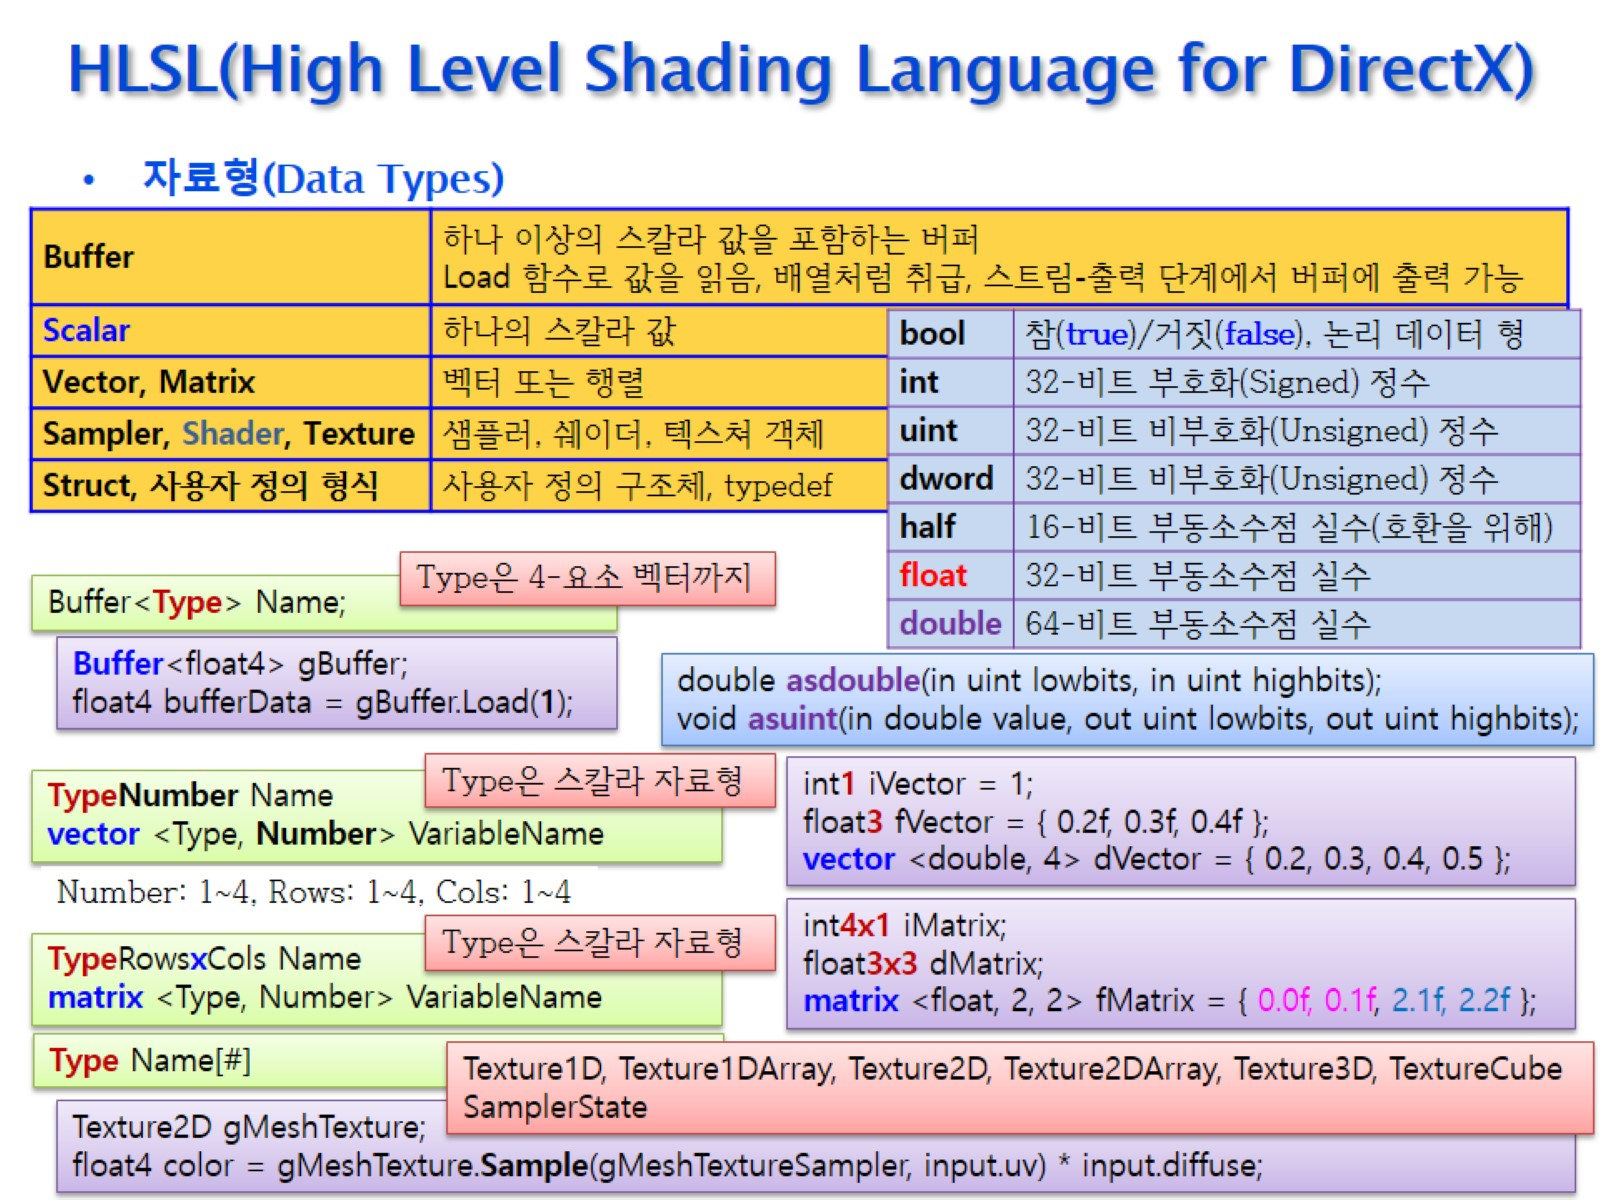 HLSL(High Level Shading Language for DirectX)
• 자료형(Data Types)
Buffer
하나 이상의 스칼라 값을 포함하는 버퍼
Load 함수로 값을 읽음, 배열처럼 취급, 스트림-출력 단계에서 버퍼에 출력 가능
Scalar 하나의 스칼라 값
Vector, Matrix 벡터 또는 행렬
Sampler, Shader, Texture 샘플러, 쉐이더, 텍스쳐 객체
Struct, 사용자 정의 형식 사용자 정의 구조체, typedef
bool 참(true)/거짓(false), 논리 데이터 형
int 32-비트 부호화(Signed) 정수
uint 32-비트 비부호화(Unsigned) 정수
dword 32-비트 비부호화(Unsigned) 정수
half 16-비트 부동소수점 실수(호환을 위해)
float 32-비트 부동소수점 실수
double 64-비트 부동소수점 실수
Type은 4-요소 벡터까지
Buffer<Type> Name;
Buffer<float4> gBuffer;
float4 bufferData = gBuffer.Load(1);
double asdouble(in uint lowbits, in uint highbits);
void asuint(in double value, out uint lowbits, out uint highbits);
Type은 스칼라 자료형
TypeNumber Name
vector <Type, Number> VariableName
int1 iVector = 1;
float3 fVector = { 0.2f, 0.3f, 0.4f };
vector <double, 4> dVector = { 0.2, 0.3, 0.4, 0.5 };
Number: 1~4, Rows: 1~4, Cols: 1~4
Type은 스칼라 자료형
TypeRowsxCols Name
matrix <Type, Number> VariableName
int4x1 iMatrix;
float3x3 dMatrix;
matrix <float, 2, 2> fMatrix = { 0.0f, 0.1f, 2.1f, 2.2f };
Type Name[#]
Texture1D, Texture1DArray, Texture2D, Texture2DArray, Texture3D, TextureCube
SamplerState
Texture2D gMeshTexture;
float4 color = gMeshTexture.Sample(gMeshTextureSampler, input.uv) * input.diffuse;